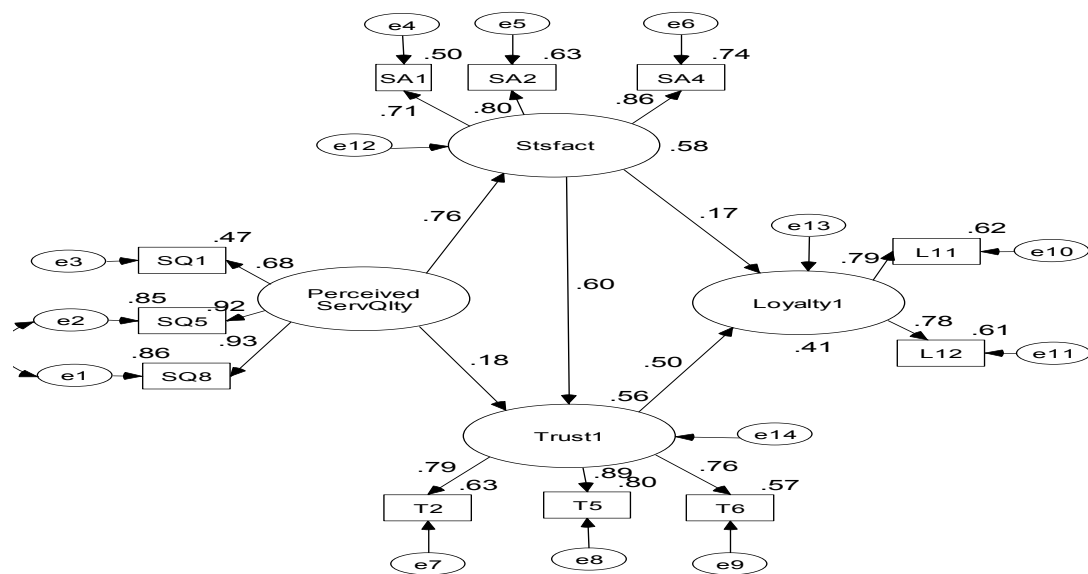 e4
e5
e6
.50
.63
.74
SA1
SA2
SA4
.71
.80
.86
e12
Stsfact
.58
.76
.17
e13
.62
.47
L11
e10
e3
SQ1
.68
.79
Perceived
ServQlty
.60
Loyalty1
.85
.92
e2
SQ5
.93
.78
.61
.86
.41
L12
e11
e1
SQ8
.18
.50
.56
Trust1
e14
.79
.89
.76
.63
.80
.57
T2
T5
T6
e7
e8
e9